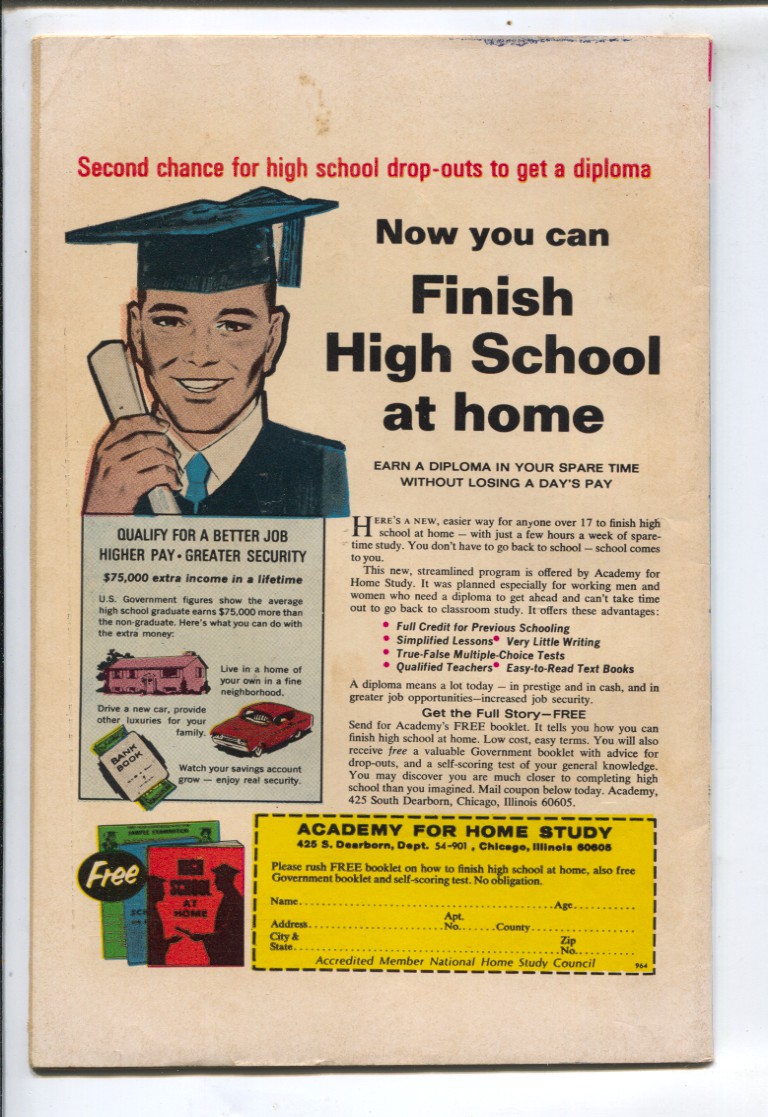 Second chance for high school drop-outs to get a diploma
Now you can
Finish
High School
at home
EARN A DIPLOMA IN YOUR SPARE TIME
WITHOUT LOSING A DAY'S PAY
HERE'S A NEW, easier way for anyone over 17 to finish high
school at home — with just a few hours a week of spare-
time study. You don't have to go back to school — school comes
to you.
This new, streamlined program is offered by Academy for
Home Study. It was planned especially for working men and
women who need a diploma to get ahead and can't take time
out to go back to classroom study. It offers these advantages:
• Full Credit for Previous Schooling
• Simplified Lessons • Very Little Writing
• True-False Multiple-Choice Tests
• Qualified Teachers • Easy-to-Read Text Books
A diploma means a lot today — in prestige and in cash, and in
greater job opportunities—increased job security.
Get the Full Story—FREE
Send for Academy's FREE booklet. It tells you how you can
finish high school at home. Low cost, easy terms. You will also
receive free a valuable Government booklet with advice for
drop-outs, and a self-scoring test of your general knowledge.
You may discover you are much closer to completing high
school than you imagined. Mail coupon below today. Academy,
425 South Dearborn, Chicago, Illinois 60605.
QUALIFY FOR A BETTER JOB
HIGHER PAY • GREATER SECURITY
$75,000 extra income in a lifetime
U.S. Government figures show the average
high school graduate earns $75,000 more than
the non-graduate. Here's what you can do with
the extra money:
Live in a home of
your own in a fine
neighborhood.
Drive a new car, provide
other luxuries for your
family.
BANK
BOOK
Watch your savings account
grow — enjoy real security.
Free
SAMPLE EXAMINATION
HIGH
SCHOOL
AT
HOME
ACADEMY FOR HOME STUDY
425 S. Dearborn, Dept. 54-901, Chicago, Illinois 60605
Please rush FREE booklet on how to finish high school at home, also free
Government booklet and self-scoring test. No obligation.
Name Age
Apt.
Address No. County
City & Zip
State No.
Accredited Member National Home Study Council 964